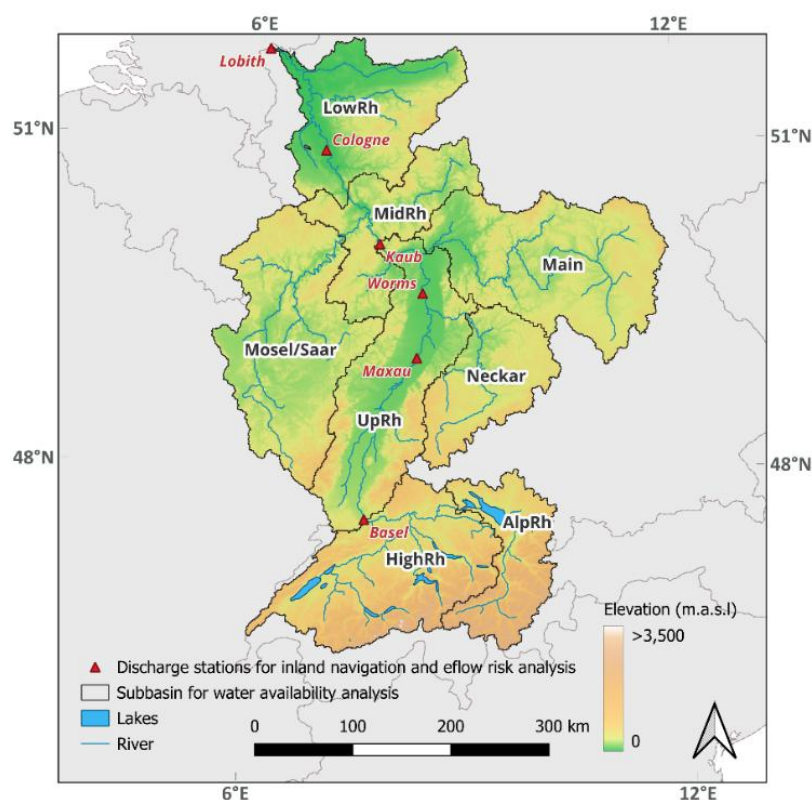 6°E
12°E
Lobith
LowRh
51°N
51°N
Cologne
MidRh
Kaub
Main
Worms
Mosel/Saar
Maxau
Neckar
UpRh
48°N
48°N
AlpRh
Basel
HighRh
Elevation (m.a.s.l)
>3,500
0
Discharge stations for inland navigation and eflow risk analysis
Subbasin for water availability analysis
Lakes
River
0 100 200 300 km
6°E
12°E